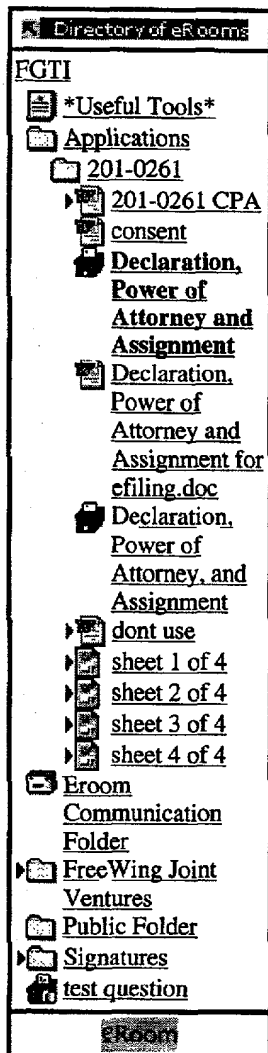 Directory of eRooms
FGTI
*Useful Tools*
Applications
201-0261
201-0261 CPA
consent
Declaration,
Power of
Attorney and
Assignment
Declaration,
Power of
Attorney and
Assignment for
efiling.doc
Declaration,
Power of
Attorney, and
Assignment
dont use
sheet 1 of 4
sheet 2 of 4
sheet 3 of 4
sheet 4 of 4
Eroom
Communication
Folder
FreeWing Joint
Ventures
Public Folder
Signatures
test question
eRoom